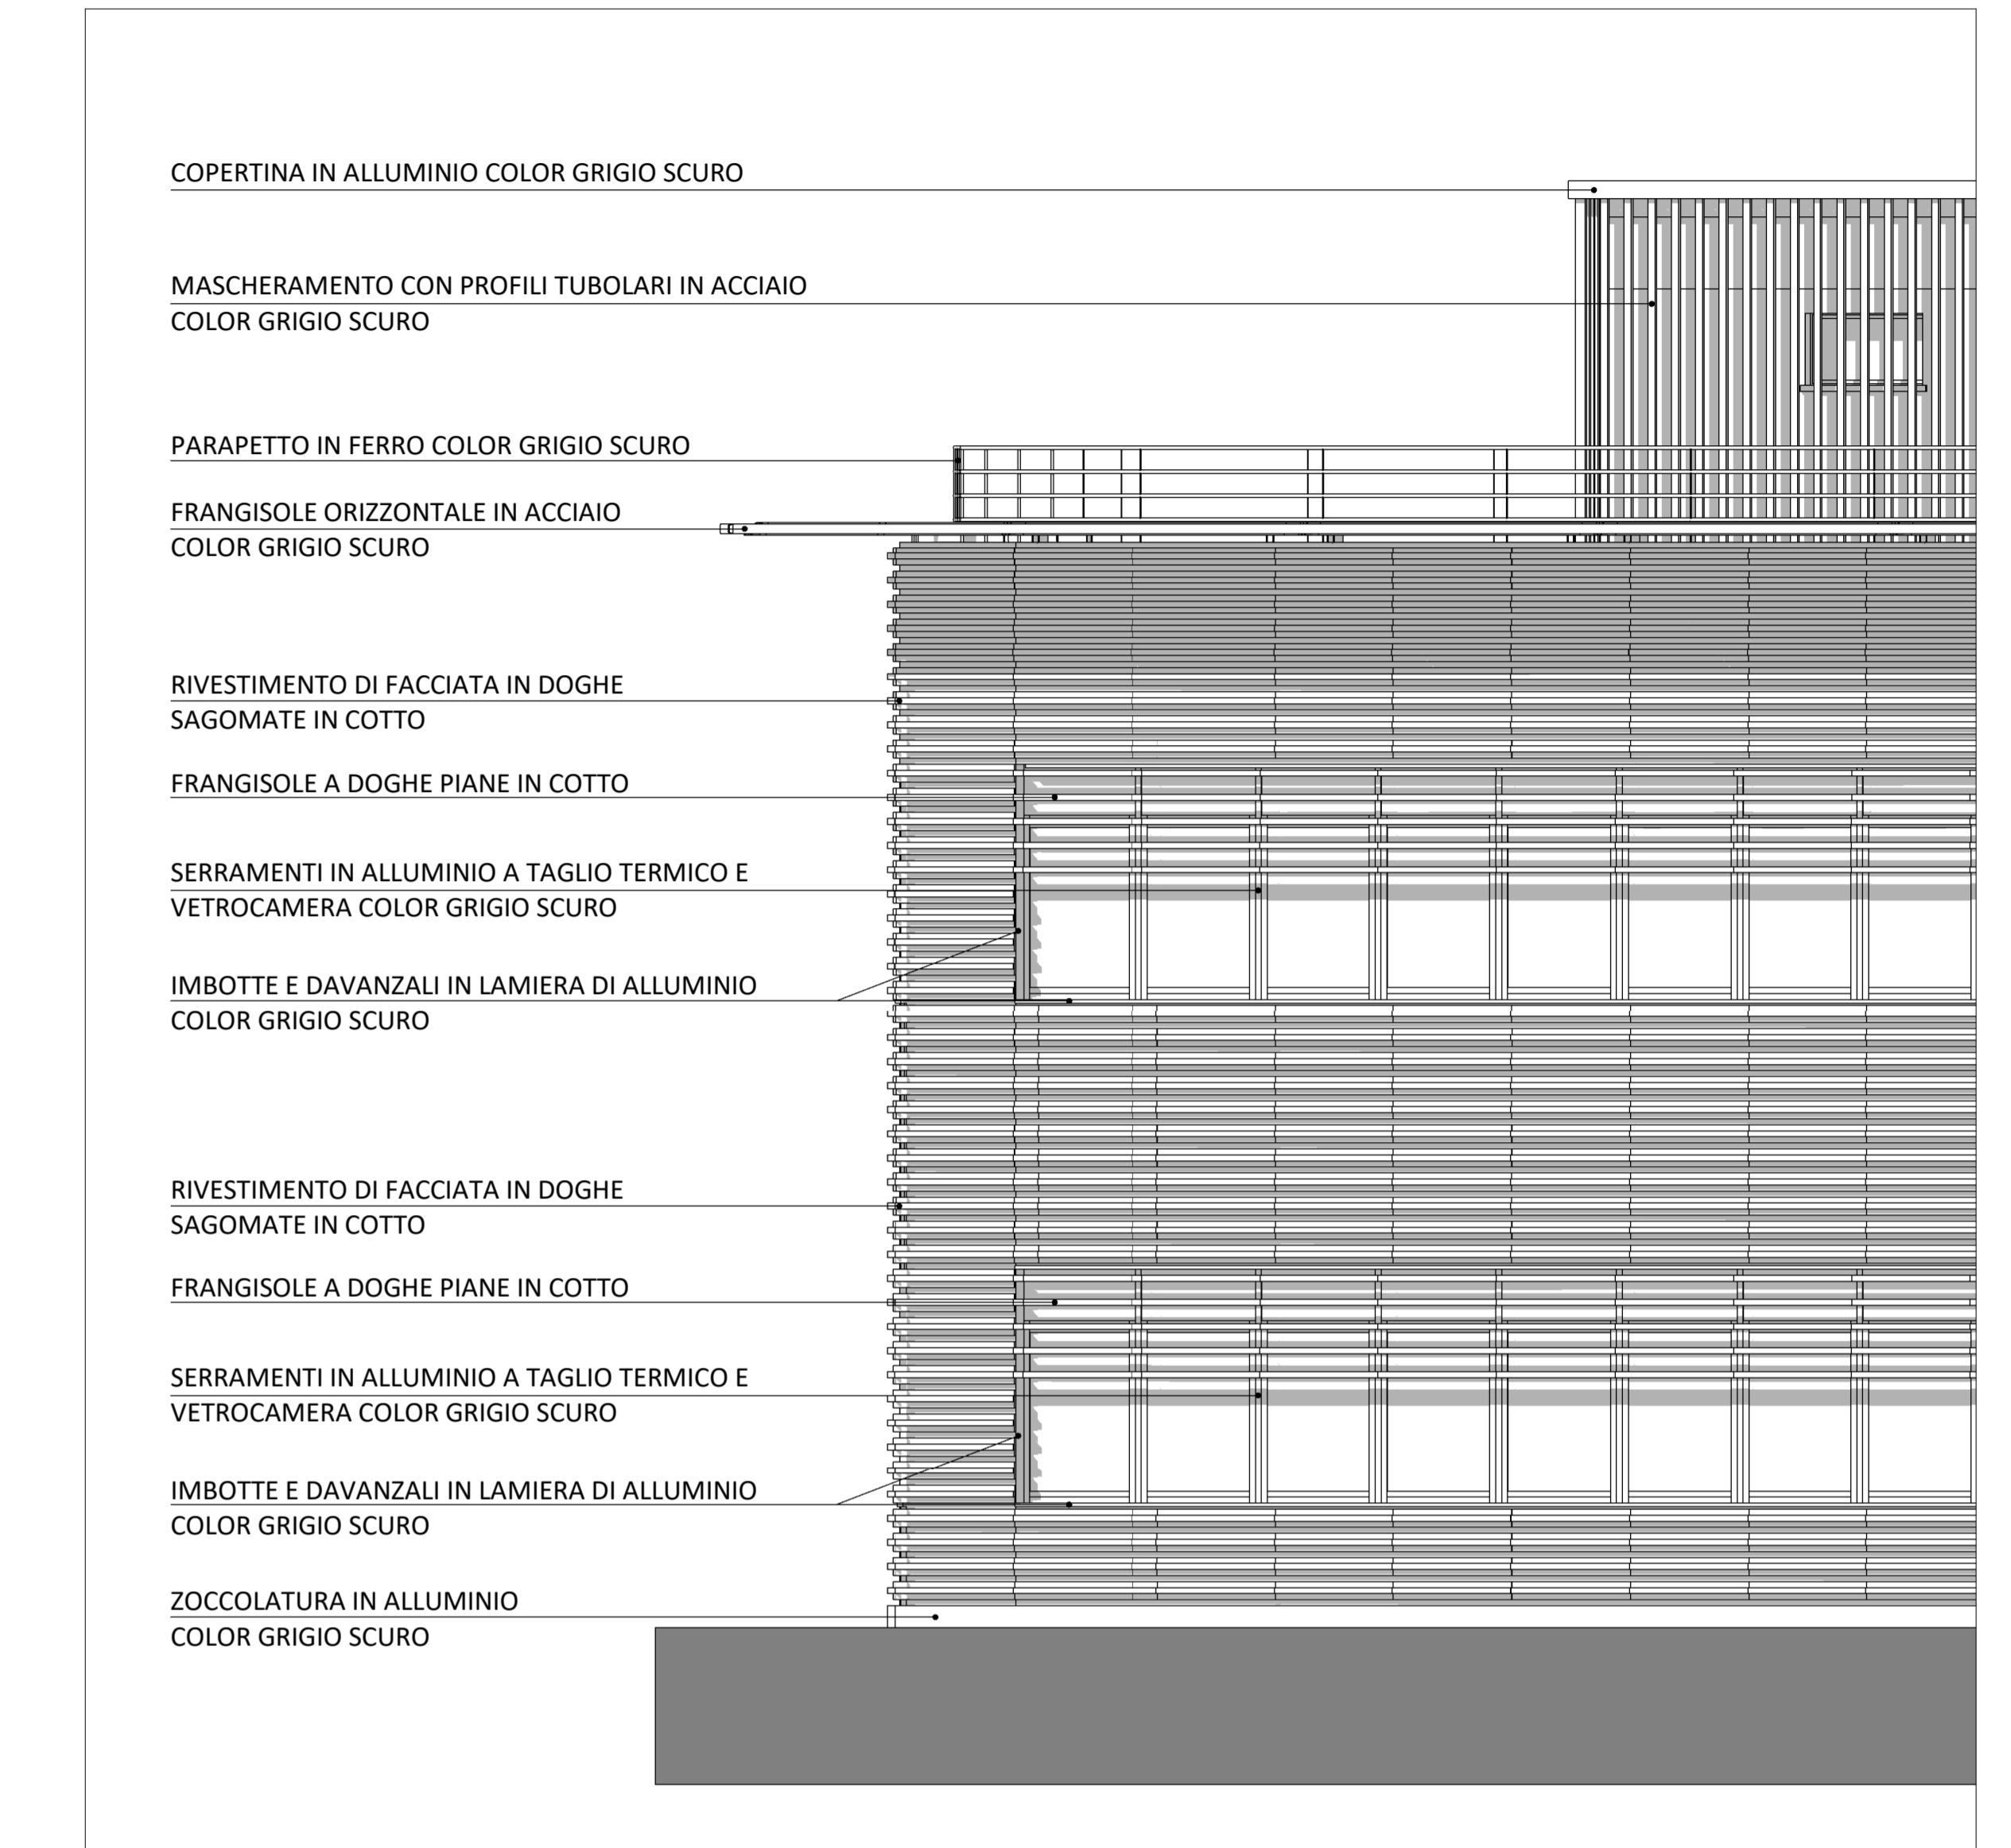 COPERTINA IN ALLUMINIO COLOR GRIGIO SCURO
MASCHERAMENTO CON PROFILI TUBOLARI IN ACCIAIO
COLOR GRIGIO SCURO
PARAPETTO IN FERRO COLOR GRIGIO SCURO
FRANGISOLE ORIZZONTALE IN ACCIAIO
COLOR GRIGIO SCURO
RIVESTIMENTO DI FACCIATA IN DOGHE
SAGOMATE IN COTTO
FRANGISOLE A DOGHE PIANE IN COTTO
SERRAMENTI IN ALLUMINIO A TAGLIO TERMICO E
VETROCAMERA COLOR GRIGIO SCURO
IMBOTTE E DAVANZALI IN LAMIERA DI ALLUMINIO
COLOR GRIGIO SCURO
RIVESTIMENTO DI FACCIATA IN DOGHE
SAGOMATE IN COTTO
FRANGISOLE A DOGHE PIANE IN COTTO
SERRAMENTI IN ALLUMINIO A TAGLIO TERMICO E
VETROCAMERA COLOR GRIGIO SCURO
IMBOTTE E DAVANZALI IN LAMIERA DI ALLUMINIO
COLOR GRIGIO SCURO
ZOCCOLATURA IN ALLUMINIO
COLOR GRIGIO SCURO